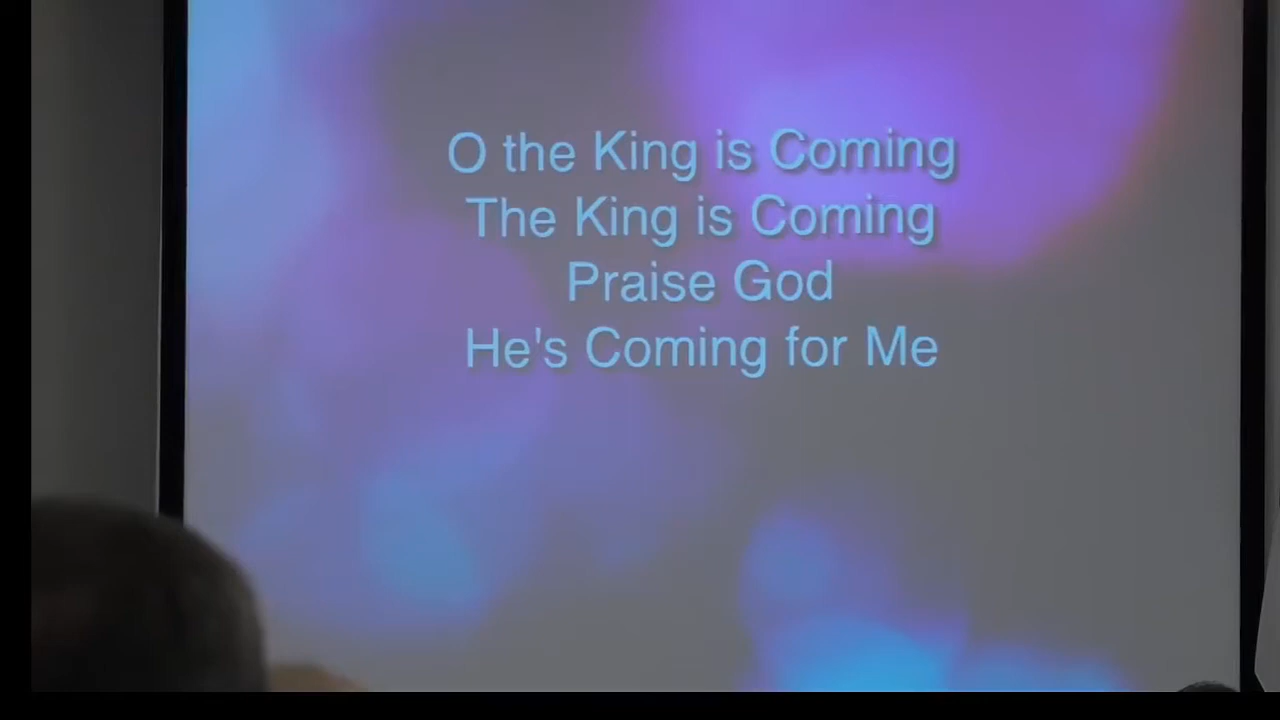 O the King is Coming
The King is Coming
Praise God
He's Coming for Me